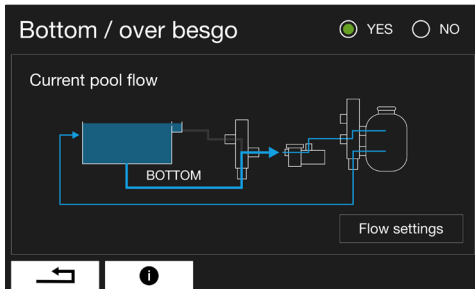 Bottom / over besgo
YES
NO
Current pool flow
BOTTOM
Flow settings
i